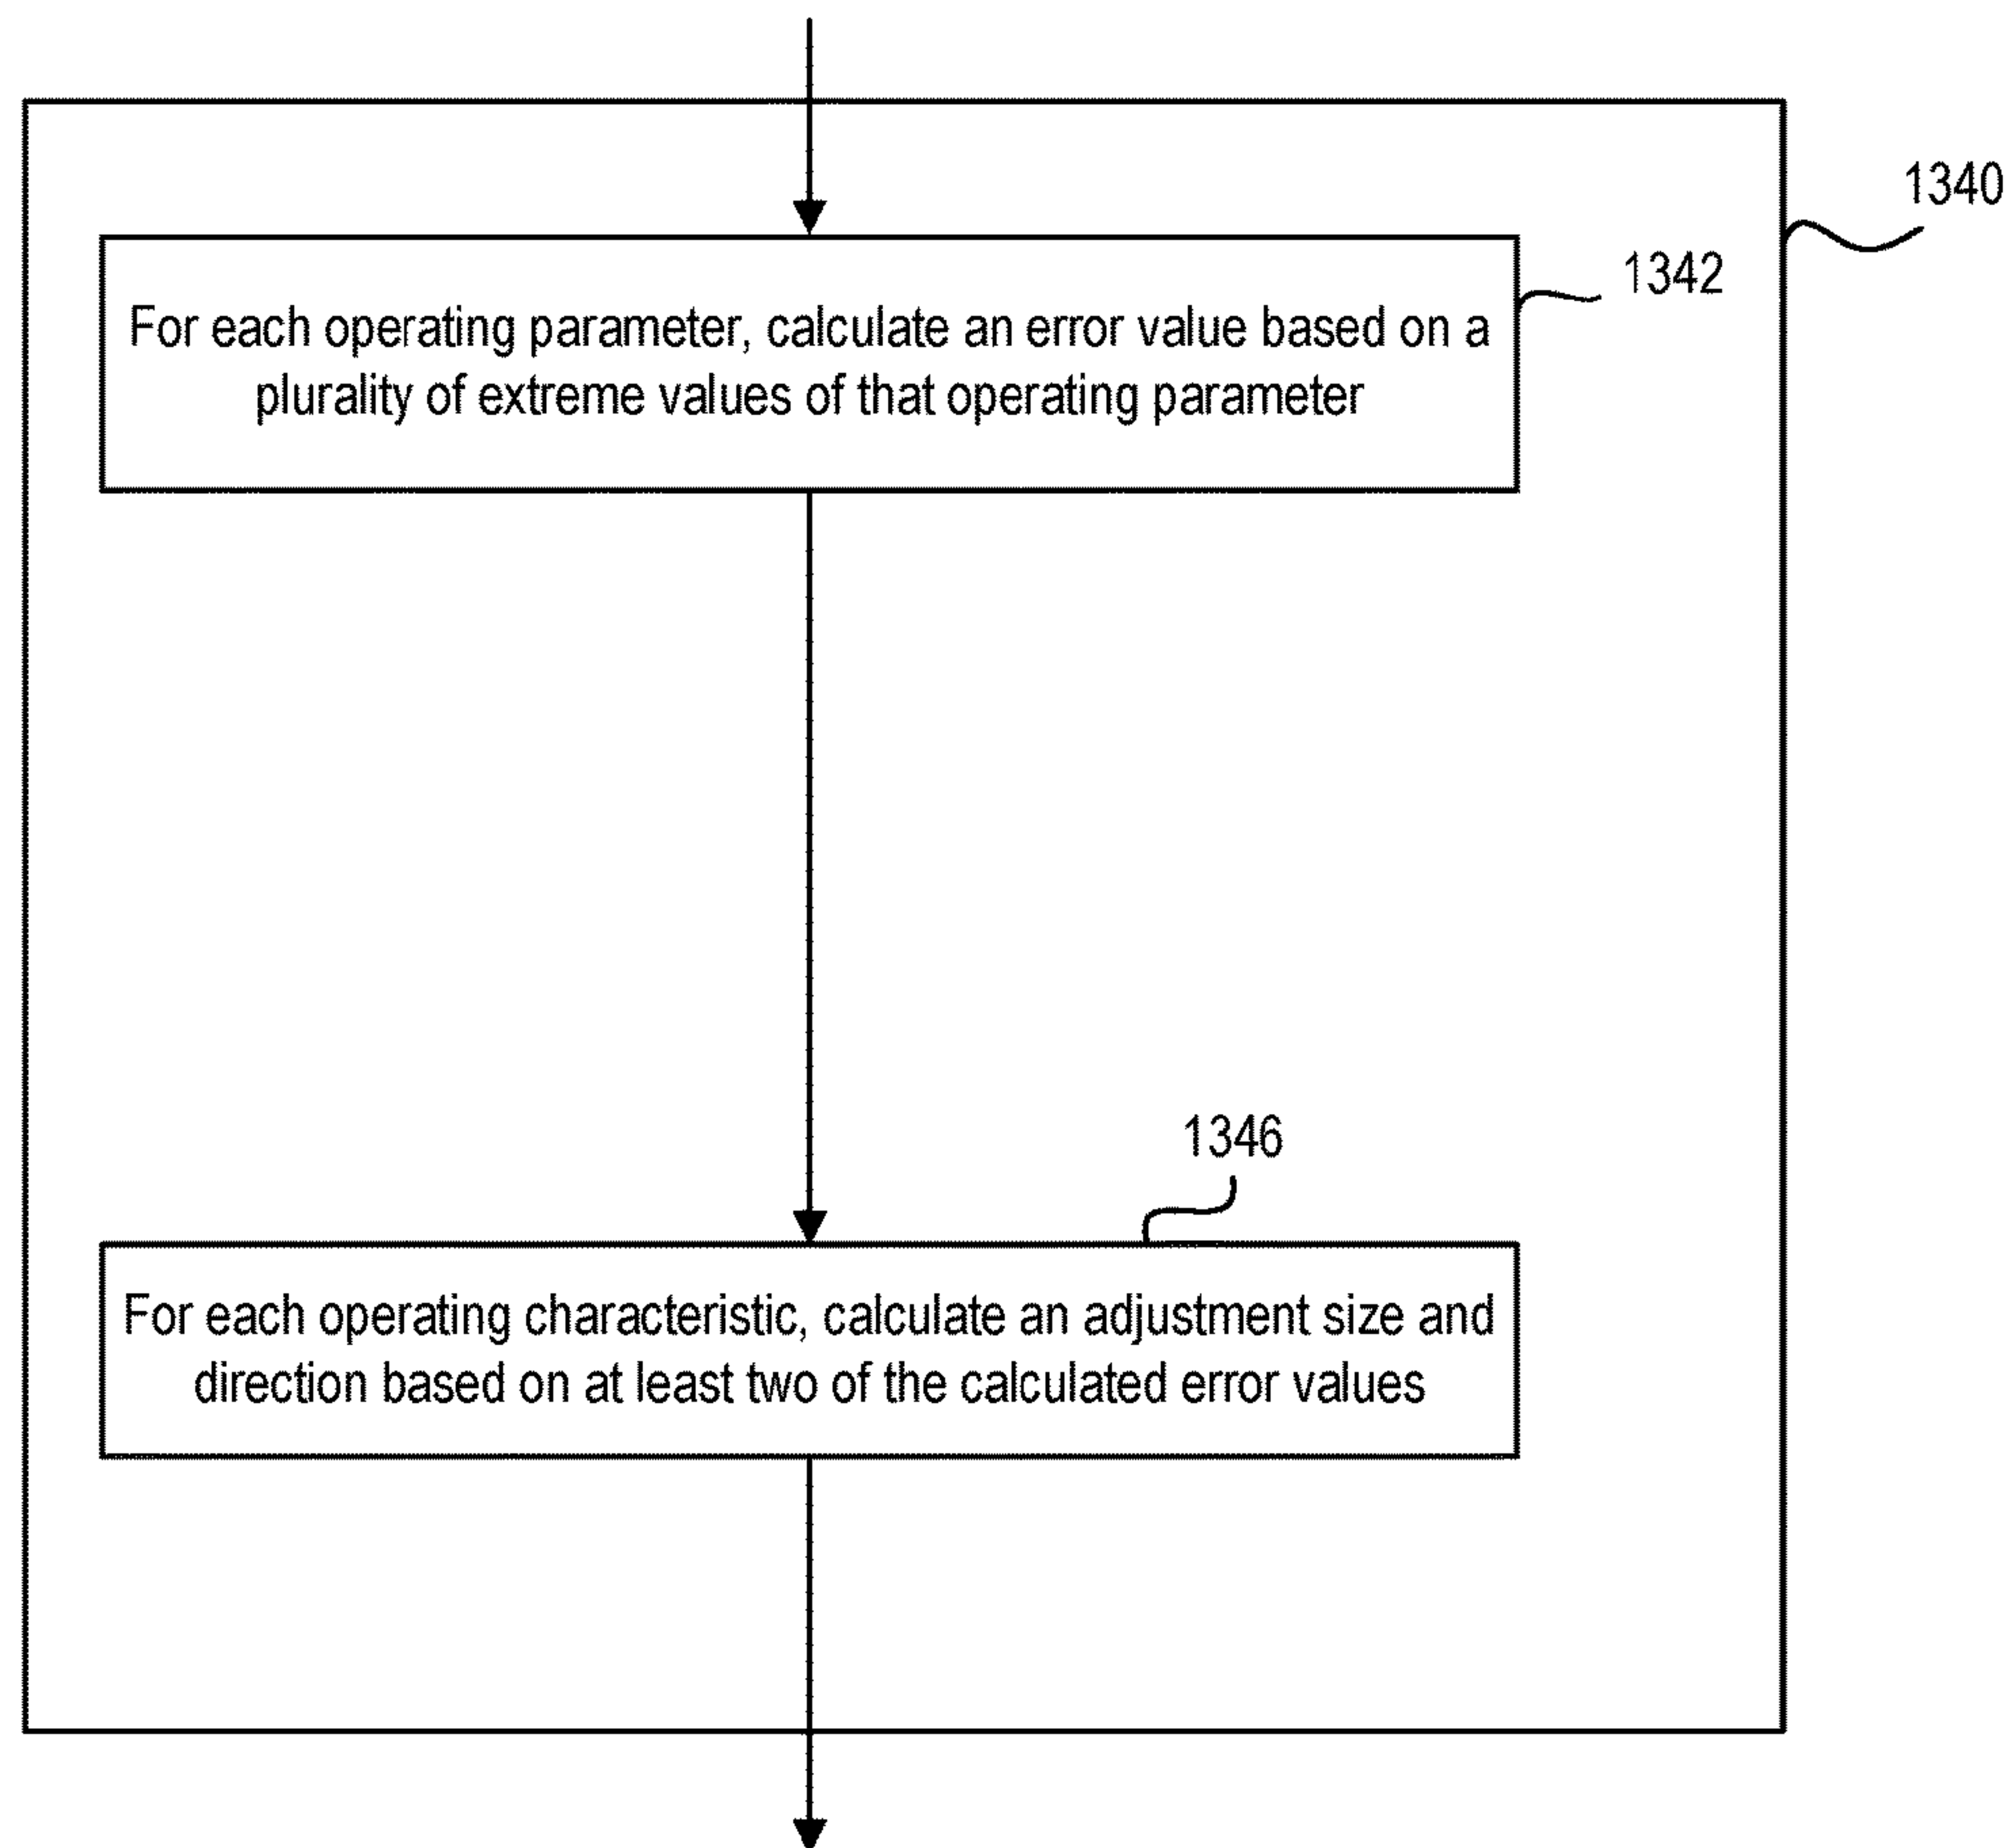 1340
1342
For each operating parameter, calculate an error value based on a
plurality of extreme values of that operating parameter
1346
For each operating characteristic, calculate an adjustment size and
direction based on at least two of the calculated error values